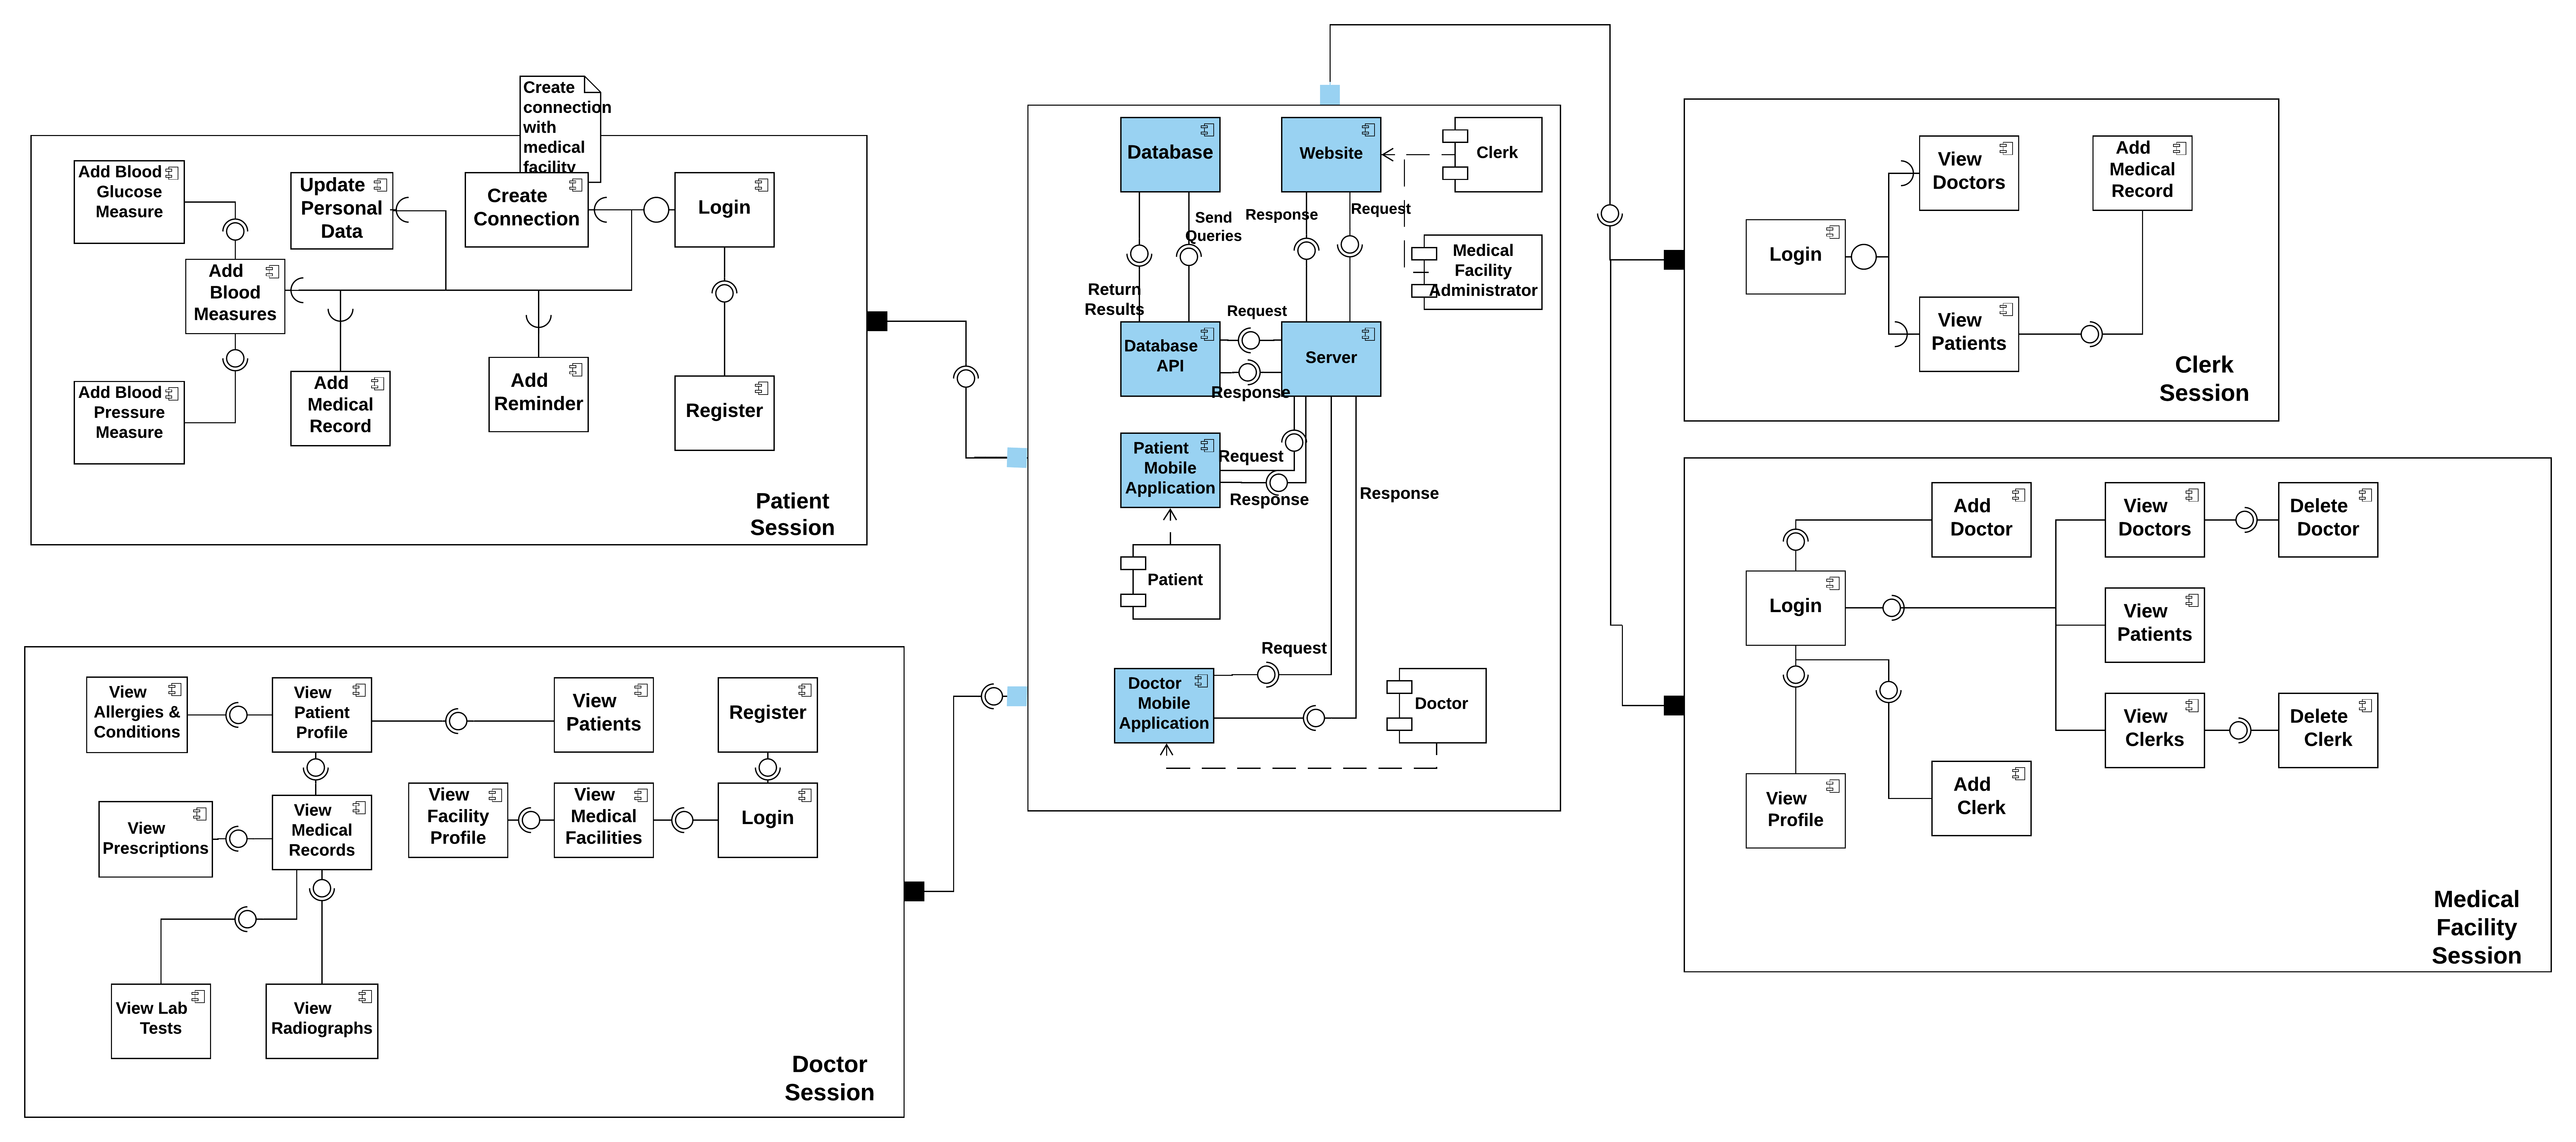 Create
connection
with
medical
facility
Add Blood
Glucose
Measure
Update
Personal
Data
Create
Connection
Login
Add
Blood
Measures
Add Blood
Pressure
Measure
Add
Medical
Record
Add
Reminder
Register
Patient
Session
Database
Website
Clerk
Send
Queries
Response
Request
Medical
Facility
Administrator
Return
Results
Request
Database
API
Server
Response
Patient
Mobile
Application
Request
Response
Response
Patient
Request
Doctor
Mobile
Application
Doctor
View
Doctors
Add
Medical
Record
Login
View
Patients
Clerk
Session
Add
Doctor
View
Doctors
Delete
Doctor
Login
View
Patients
View
Clerks
Delete
Clerk
View
Profile
Add
Clerk
Medical
Facility
Session
View
Allergies &
Conditions
View
Patient
Profile
View
Patients
Register
View
Prescriptions
View
Medical
Records
View
Facility
Profile
View
Medical
Facilities
Login
View Lab
Tests
View
Radiographs
Doctor
Session